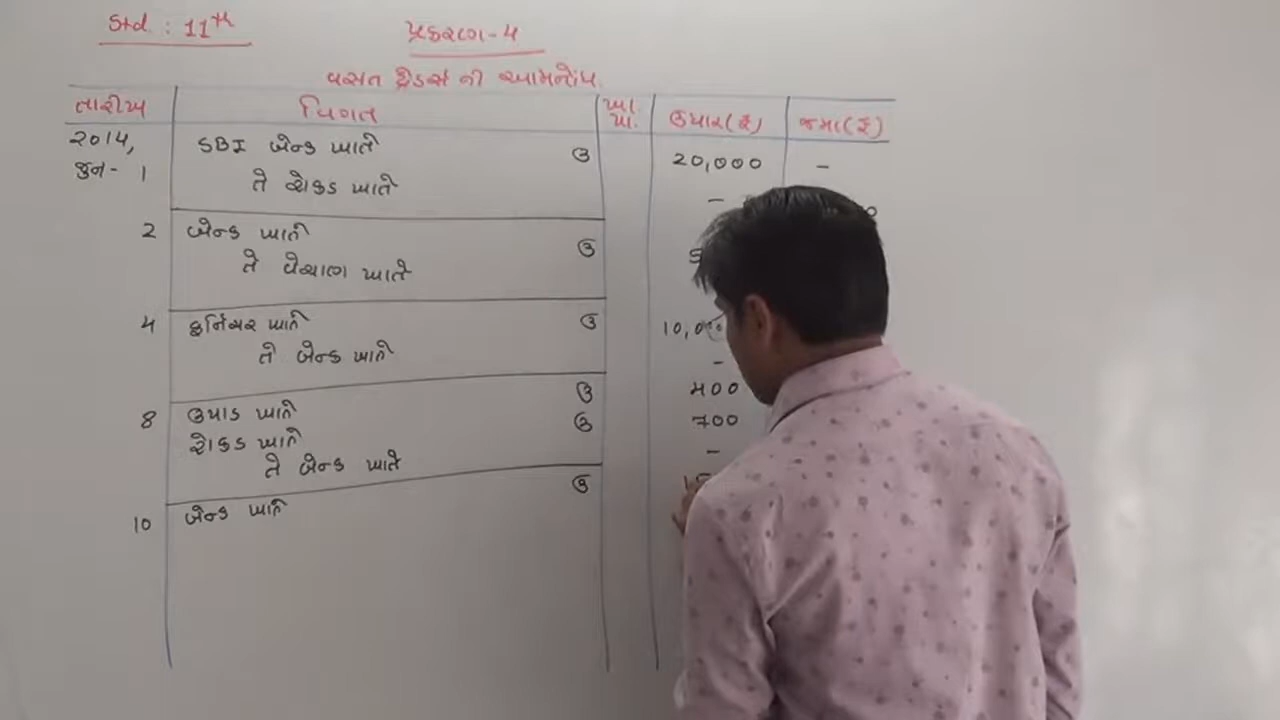 Std. : 11th
પ્રકરણ-4
વસંત ટ્રેડર્સ ની આમનોંધ.
તારીખ વિગત ખા. પા. ઉધાર(₹) જમા(₹)
2014, SBI બેન્ક ખાતે ઉ 20,000 -
જુન- 1 તે રોકડ ખાતે -
2 બેન્ક ખાતે ઉ
તે વેચાણ ખાતે
4 ફર્નિચર ખાતે ઉ
તે બેન્ક ખાતે -
8 ઉપાડ ખાતે ઉ 400
રોકડ ખાતે ઉ 700
તે બેન્ક ખાતે -
10 બેન્ક ખાતે ઉ